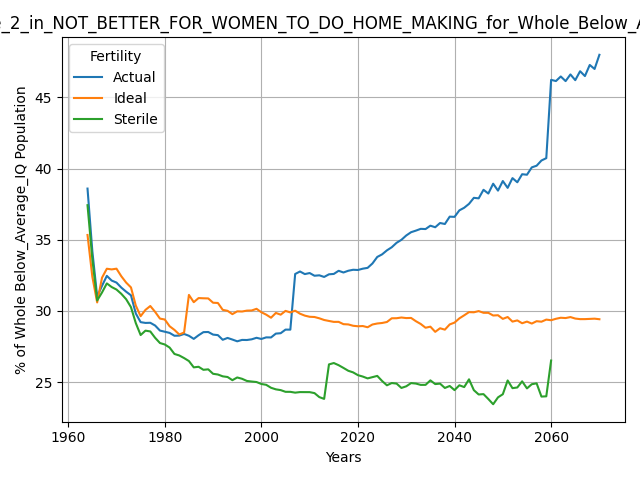 _2_in_NOT_BETTER_FOR_WOMEN_TO_DO_HOME_MAKING_for_Whole_Below_A
Fertility
Actual
Ideal
Sterile
% of Whole Below_Average_IQ Population
45
40
35
30
25
1960
1980
2000
2020
2040
2060
Years